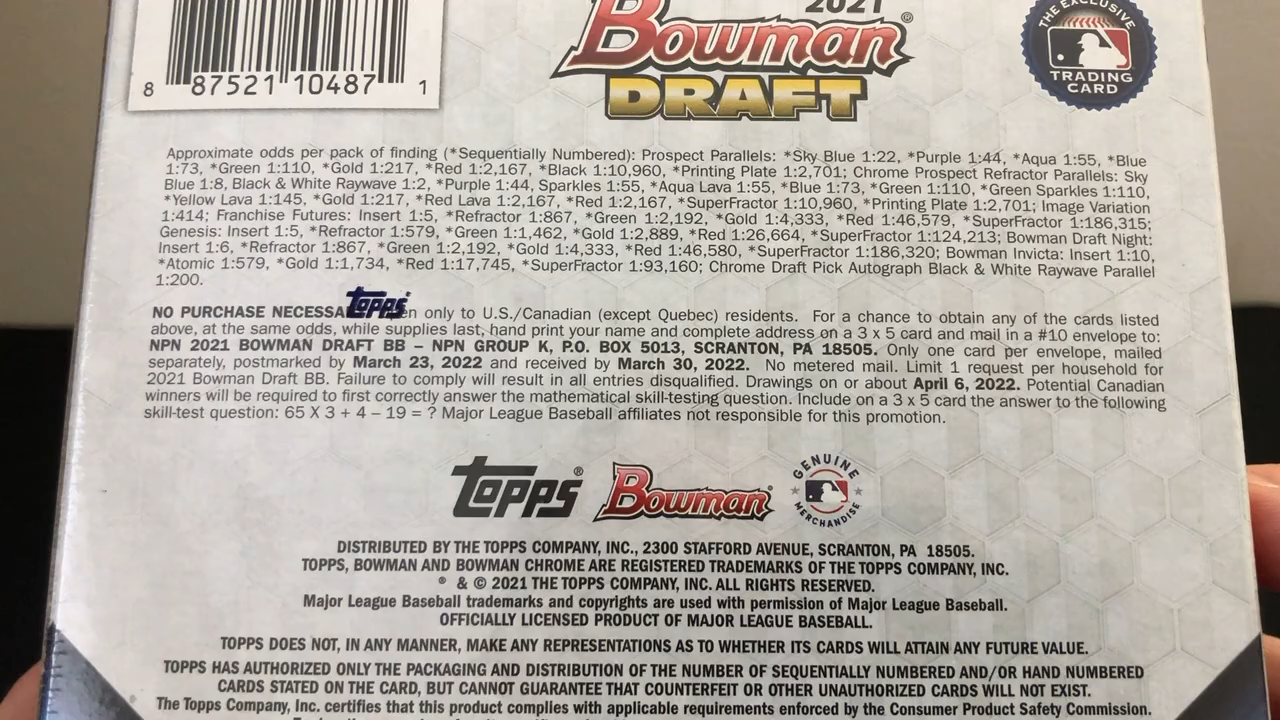 2021
Bowman®
DRAFT
THE EXCLUSIVE
TRADING
CARD
8 87521 10487 1
Approximate odds per pack of finding (*Sequentially Numbered): Prospect Parallels: *Sky Blue 1:22, *Purple 1:44, *Aqua 1:55, *Blue
1:73, *Green 1:110, *Gold 1:217, *Red 1:2,167, *Black 1:10,960, *Printing Plate 1:2,701; Chrome Prospect Refractor Parallels: Sky
Blue 1:8, Black & White Raywave 1:2, *Purple 1:44, Sparkles 1:55, *Aqua Lava 1:55, *Blue 1:73, *Green 1:110, *Green Sparkles 1:110,
*Yellow Lava 1:145, *Gold 1:217, *Red Lava 1:2,167, *Red 1:2,167, *SuperFractor 1:10,960, *Printing Plate 1:2,701; Image Variation
1:414; Franchise Futures: Insert 1:5, *Refractor 1:867, *Green 1:2,192, *Gold 1:4,333, *Red 1:46,579, *SuperFractor 1:186,315;
Genesis: Insert 1:5, *Refractor 1:579, *Green 1:1,462, *Gold 1:2,889, *Red 1:26,664, *SuperFractor 1:124,213; Bowman Draft Night:
Insert 1:6, *Refractor 1:867, *Green 1:2,192, *Gold 1:4,333, *Red 1:46,580, *SuperFractor 1:186,320; Bowman Invicta: Insert 1:10,
*Atomic 1:579, *Gold 1:1,734, *Red 1:17,745, *SuperFractor 1:93,160; Chrome Draft Pick Autograph Black & White Raywave Parallel
1:200.
NO PURCHASE NECESSA topps en only to U.S./Canadian (except Quebec) residents. For a chance to obtain any of the cards listed
above, at the same odds, while supplies last, hand print your name and complete address on a 3 x 5 card and mail in a #10 envelope to:
NPN 2021 BOWMAN DRAFT BB – NPN GROUP K, P.O. BOX 5013, SCRANTON, PA 18505. Only one card per envelope, mailed
separately, postmarked by March 23, 2022 and received by March 30, 2022. No metered mail. Limit 1 request per household for
2021 Bowman Draft BB. Failure to comply will result in all entries disqualified. Drawings on or about April 6, 2022. Potential Canadian
winners will be required to first correctly answer the mathematical skill-testing question. Include on a 3 x 5 card the answer to the following
skill-test question: 65 X 3 + 4 – 19 = ? Major League Baseball affiliates not responsible for this promotion.
topps® Bowman® GENUINE MERCHANDISE
DISTRIBUTED BY THE TOPPS COMPANY, INC., 2300 STAFFORD AVENUE, SCRANTON, PA 18505.
TOPPS, BOWMAN AND BOWMAN CHROME ARE REGISTERED TRADEMARKS OF THE TOPPS COMPANY, INC.
® & © 2021 THE TOPPS COMPANY, INC. ALL RIGHTS RESERVED.
Major League Baseball trademarks and copyrights are used with permission of Major League Baseball.
OFFICIALLY LICENSED PRODUCT OF MAJOR LEAGUE BASEBALL.
TOPPS DOES NOT, IN ANY MANNER, MAKE ANY REPRESENTATIONS AS TO WHETHER ITS CARDS WILL ATTAIN ANY FUTURE VALUE.
TOPPS HAS AUTHORIZED ONLY THE PACKAGING AND DISTRIBUTION OF THE NUMBER OF SEQUENTIALLY NUMBERED AND/OR HAND NUMBERED
CARDS STATED ON THE CARD, BUT CANNOT GUARANTEE THAT COUNTERFEIT OR OTHER UNAUTHORIZED CARDS WILL NOT EXIST.
The Topps Company, Inc. certifies that this product complies with applicable requirements enforced by the Consumer Product Safety Commission.